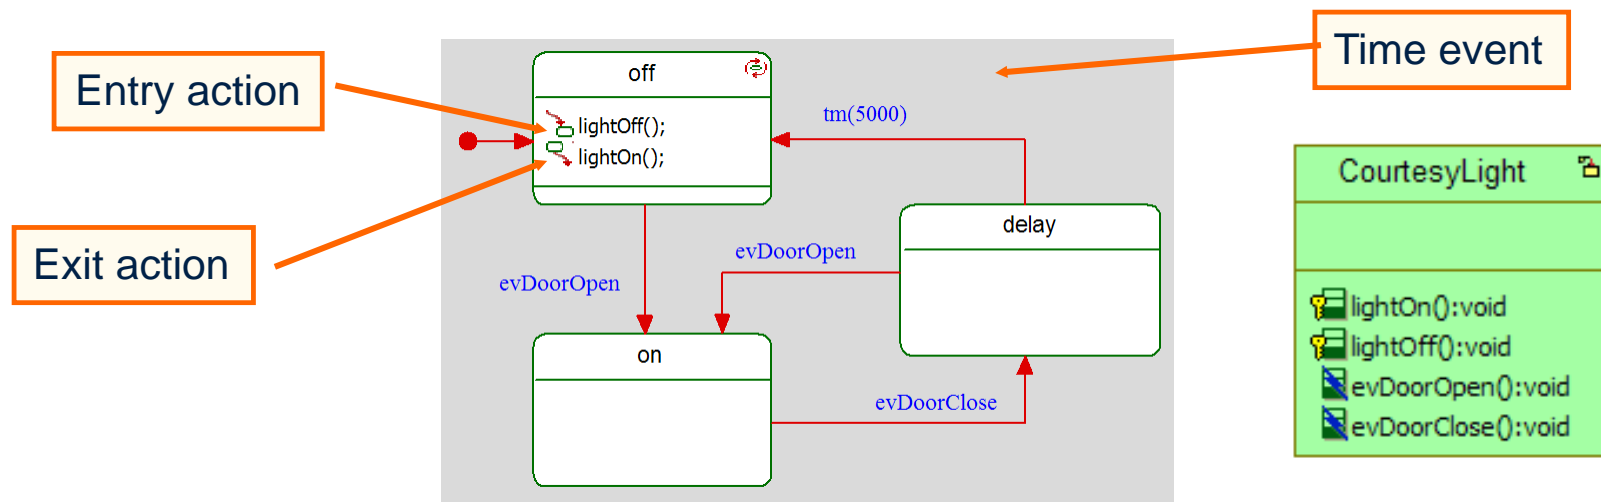 Entry action
Exit action
Time event
off
lightOff();
lightOn();
tm(5000)
delay
evDoorOpen
evDoorOpen
on
evDoorClose
CourtesyLight
lightOn():void
lightOff():void
evDoorOpen():void
evDoorClose():void